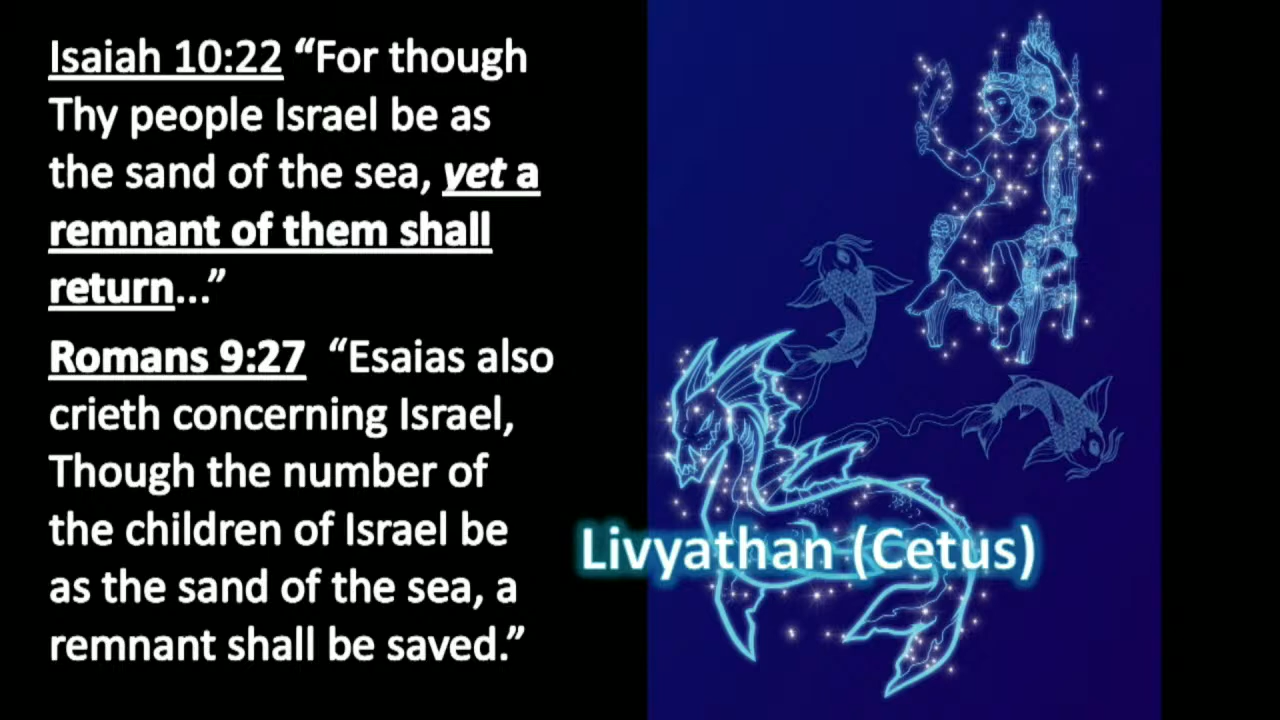 Isaiah 10:22 “For though
Thy people Israel be as
the sand of the sea, yet a
remnant of them shall
return...”
Romans 9:27 “Esaias also
crieth concerning Israel,
Though the number of
the children of Israel be
as the sand of the sea, a
remnant shall be saved.”
Livyathan (Cetus)